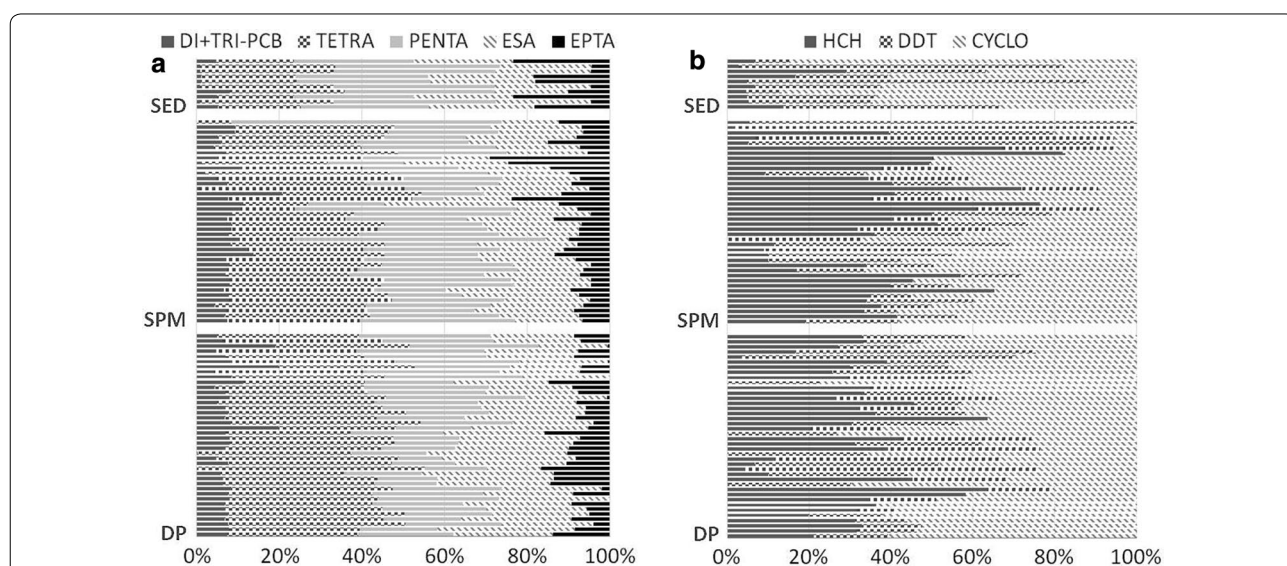 DI+TRI-PCB TETRA PENTA ESA EPTA
a
SED
SPM
DP
0% 20% 40% 60% 80% 100%
HCH DDT CYCLO
b
SED
SPM
DP
0% 20% 40% 60% 80% 100%